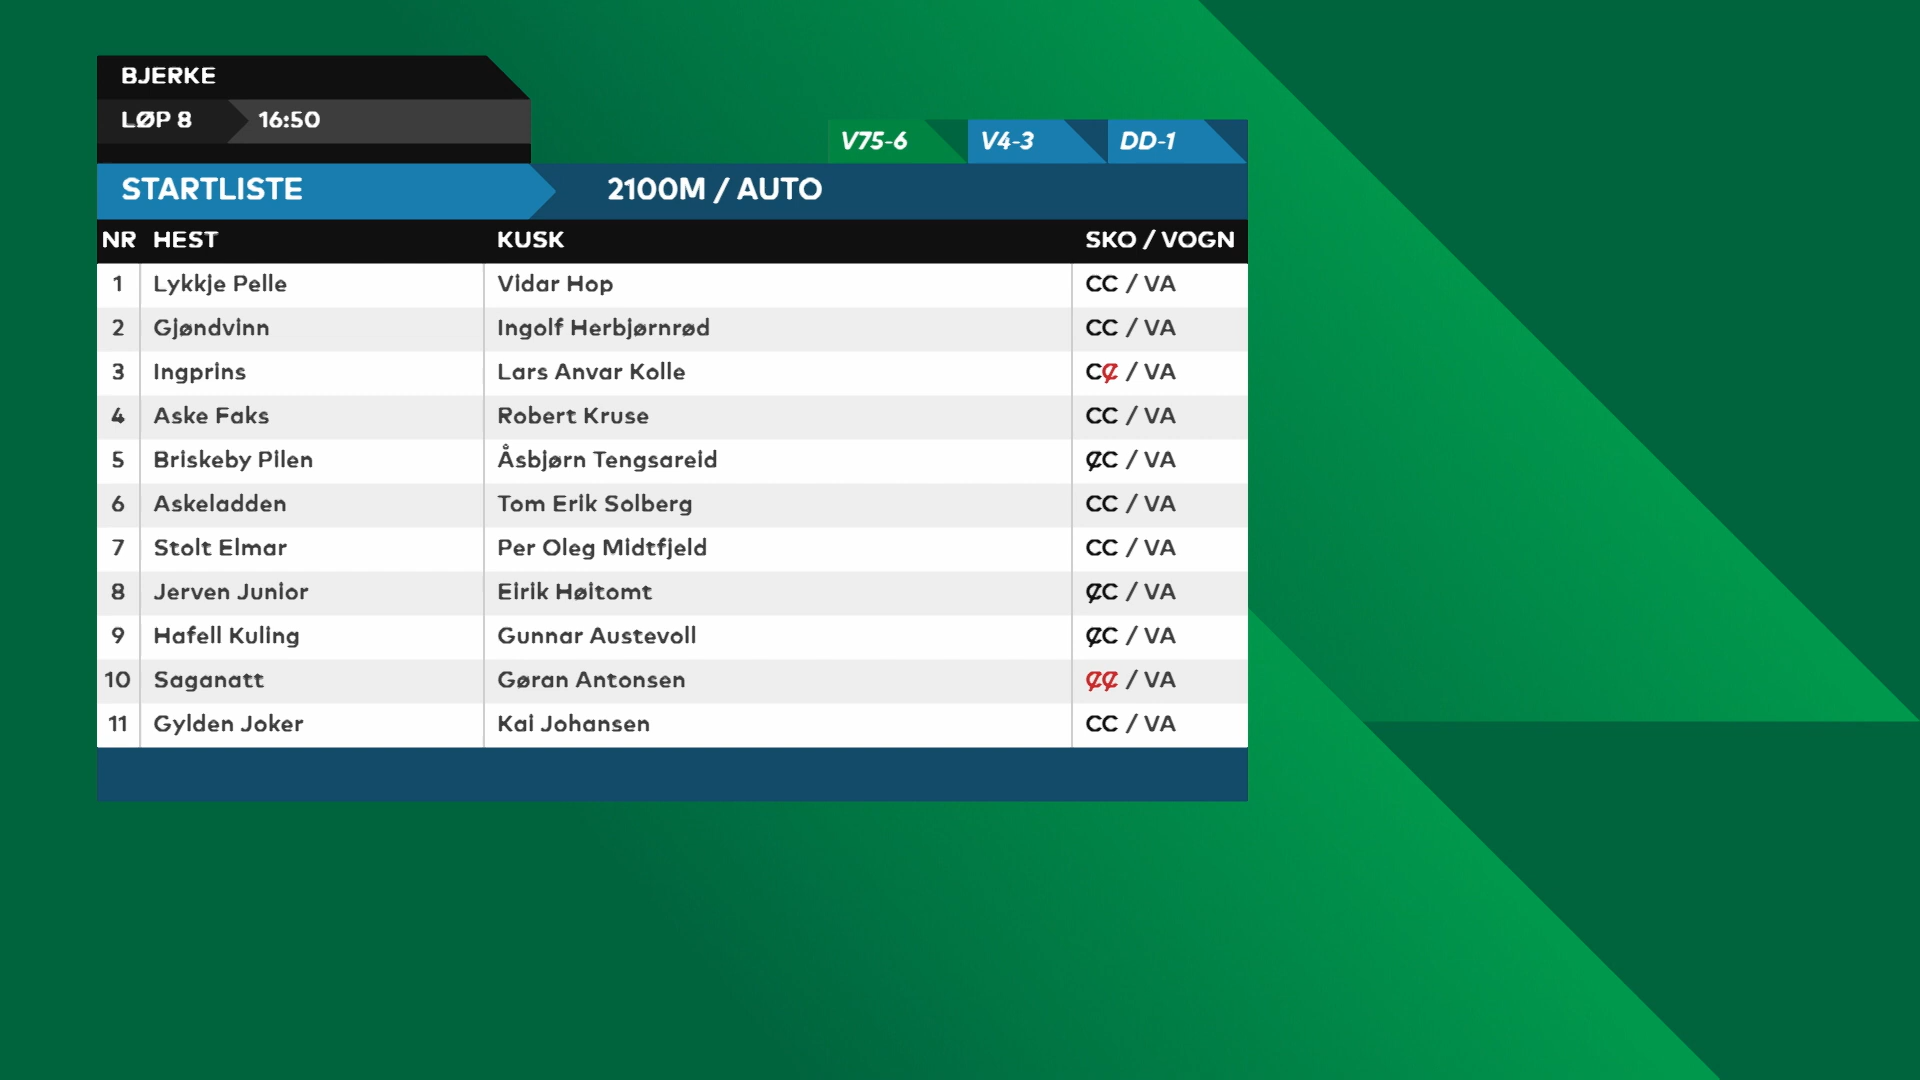 BJERKE
LØP 8 16:50
V75-6 V4-3 DD-1
STARTLISTE 2100M / AUTO
NR HEST KUSK SKO / VOGN
1 Lykkje Pelle Vidar Hop CC / VA
2 Gjøndvinn Ingolf Herbjørnrød CC / VA
3 Ingprins Lars Anvar Kolle C₡ / VA
4 Aske Faks Robert Kruse CC / VA
5 Briskeby Pilen Åsbjørn Tengsareid ₡C / VA
6 Askeladden Tom Erik Solberg CC / VA
7 Stolt Elmar Per Oleg Midtfjeld CC / VA
8 Jerven Junior Eirik Høitomt ₡C / VA
9 Hafell Kuling Gunnar Austevoll ₡C / VA
10 Saganatt Gøran Antonsen ₡₡ / VA
11 Gylden Joker Kai Johansen CC / VA